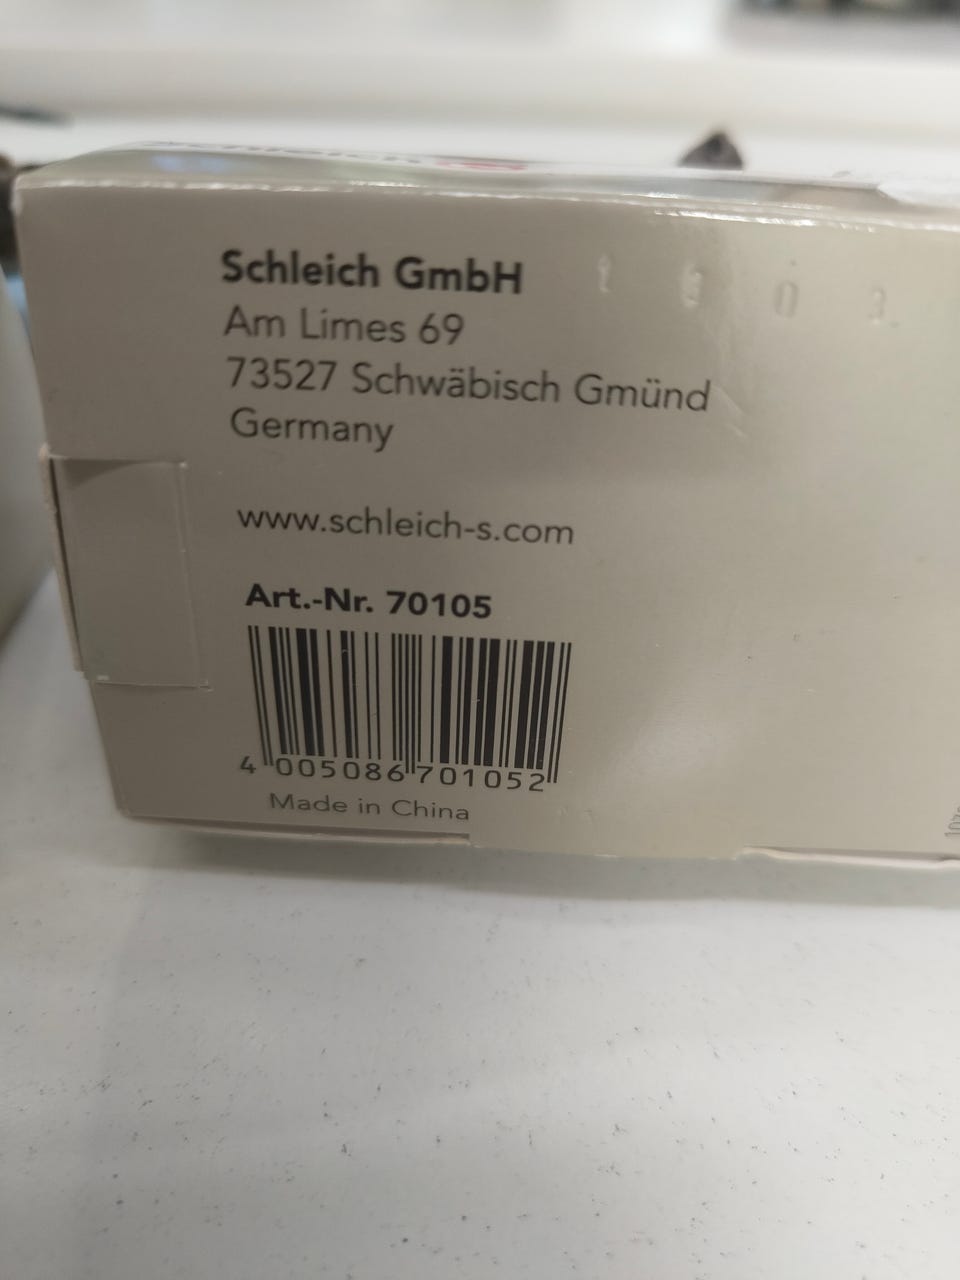 Schleich GmbH
Am Limes 69
73527 Schwäbisch Gmünd
Germany
www.schleich-s.com
Art.-Nr. 70105
4 005086 701052
Made in China